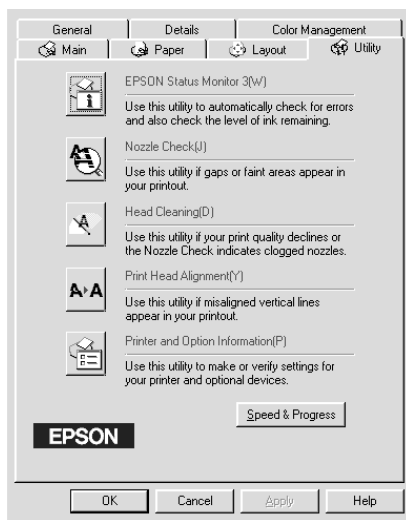 General Details Color Management
Main Paper Layout Utility
EPSON Status Monitor 3(W)
Use this utility to automatically check for errors
and also check the level of ink remaining.
Nozzle Check(J)
Use this utility if gaps or faint areas appear in
your printout.
Head Cleaning(D)
Use this utility if your print quality declines or
the Nozzle Check indicates clogged nozzles.
Print Head Alignment(Y)
Use this utility if misaligned vertical lines
appear in your printout.
Printer and Option Information(P)
Use this utility to make or verify settings for
your printer and optional devices.
Speed & Progress
EPSON
OK Cancel Apply Help